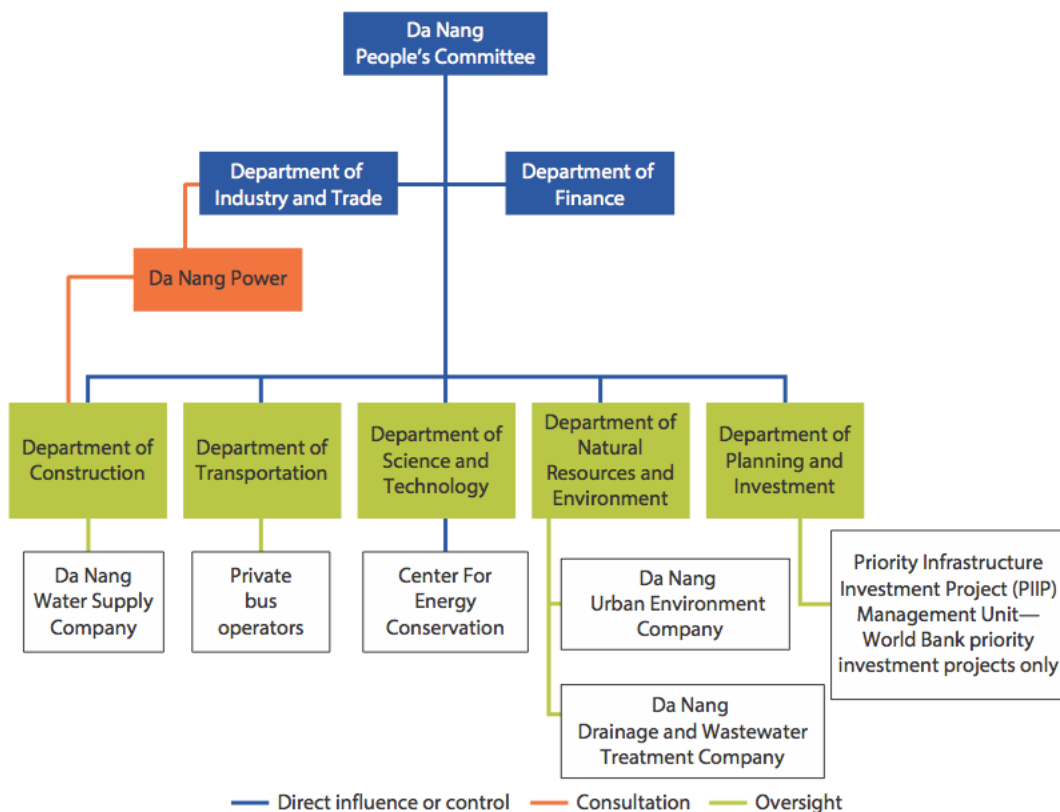 Da Nang
People's Committee
Department of
Industry and Trade
Department of
Finance
Da Nang Power
Department of
Construction
Department of
Transportation
Department of
Science and
Technology
Department of
Natural
Resources and
Environment
Department of
Planning and
Investment
Da Nang
Water Supply
Company
Private
bus
operators
Center For
Energy
Conservation
Da Nang
Urban Environment
Company
Priority Infrastructure
Investment Project (PIIP)
Management Unit—
World Bank priority
investment projects only
Da Nang
Drainage and Wastewater
Treatment Company
Direct influence or control
Consultation
Oversight